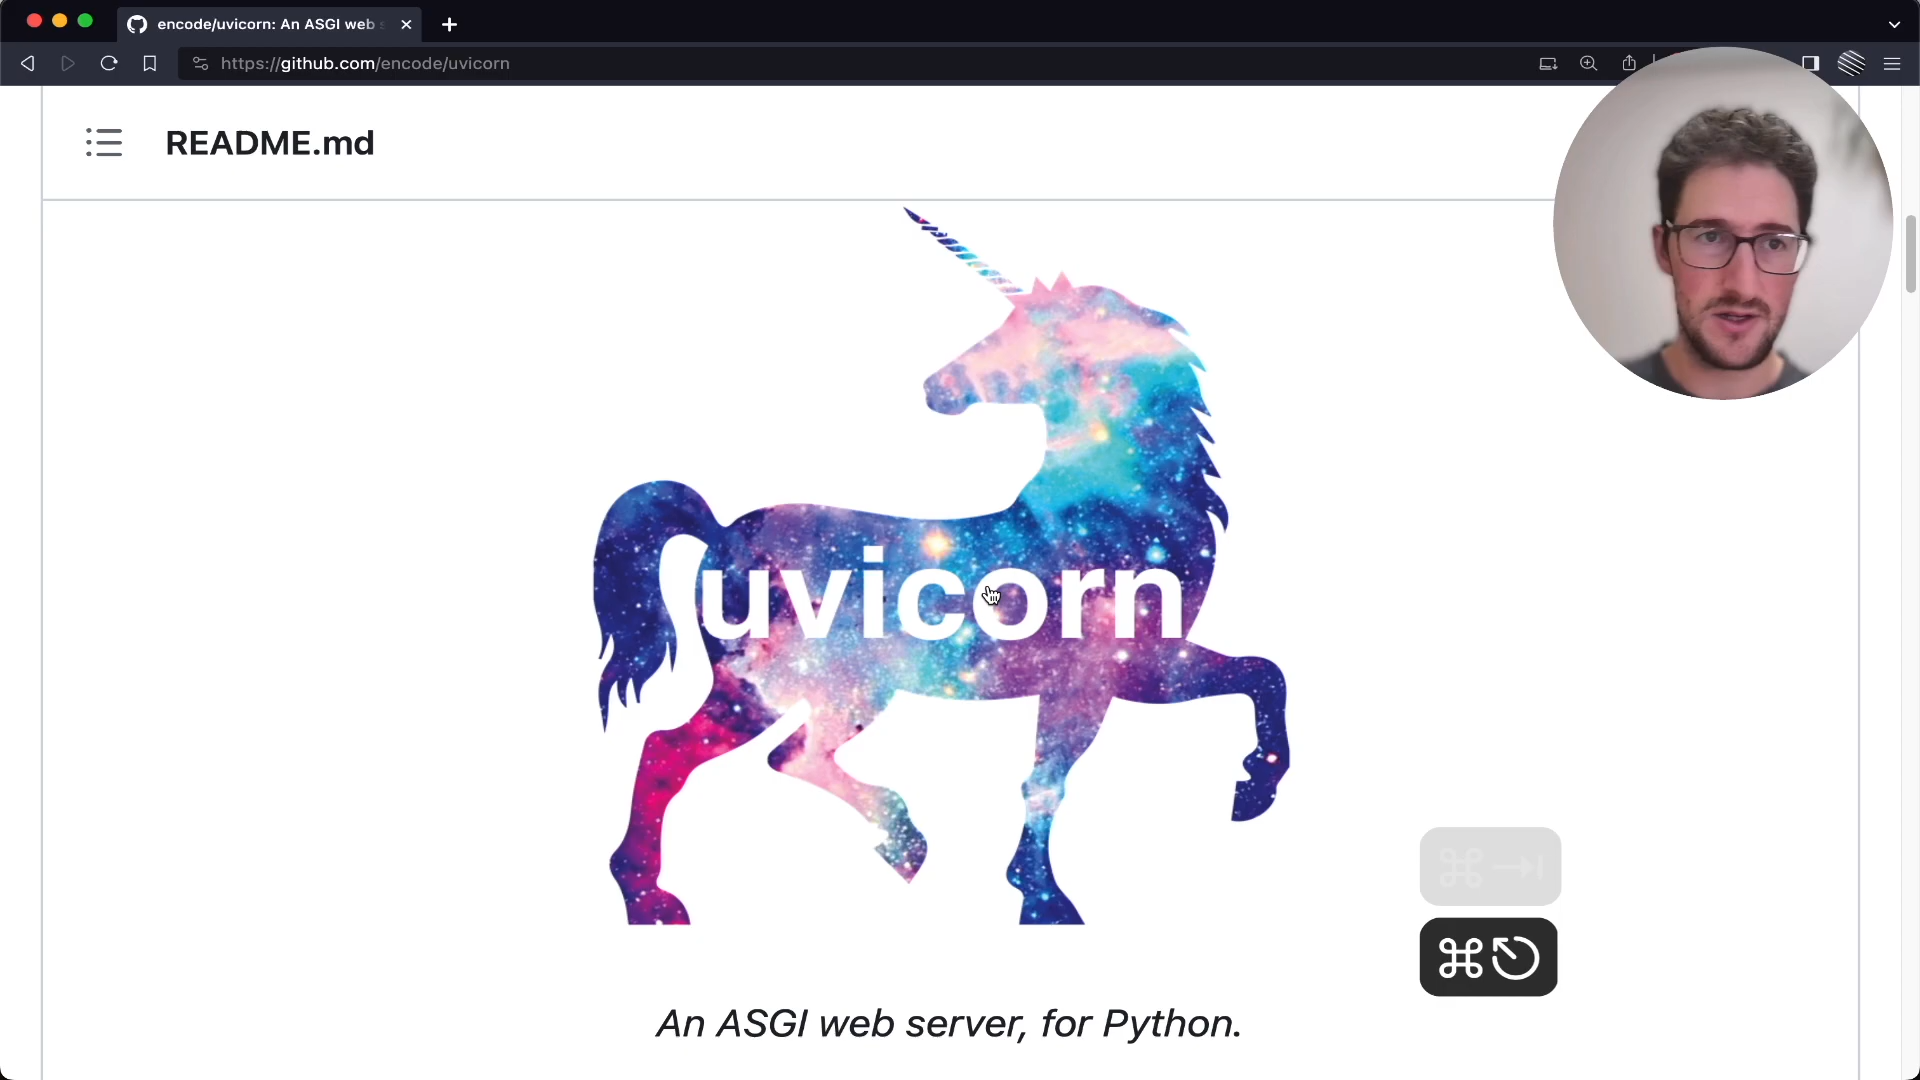 encode/uvicorn: An ASGI web
https://github.com/encode/uvicorn
README.md
uvicorn
An ASGI web server, for Python.